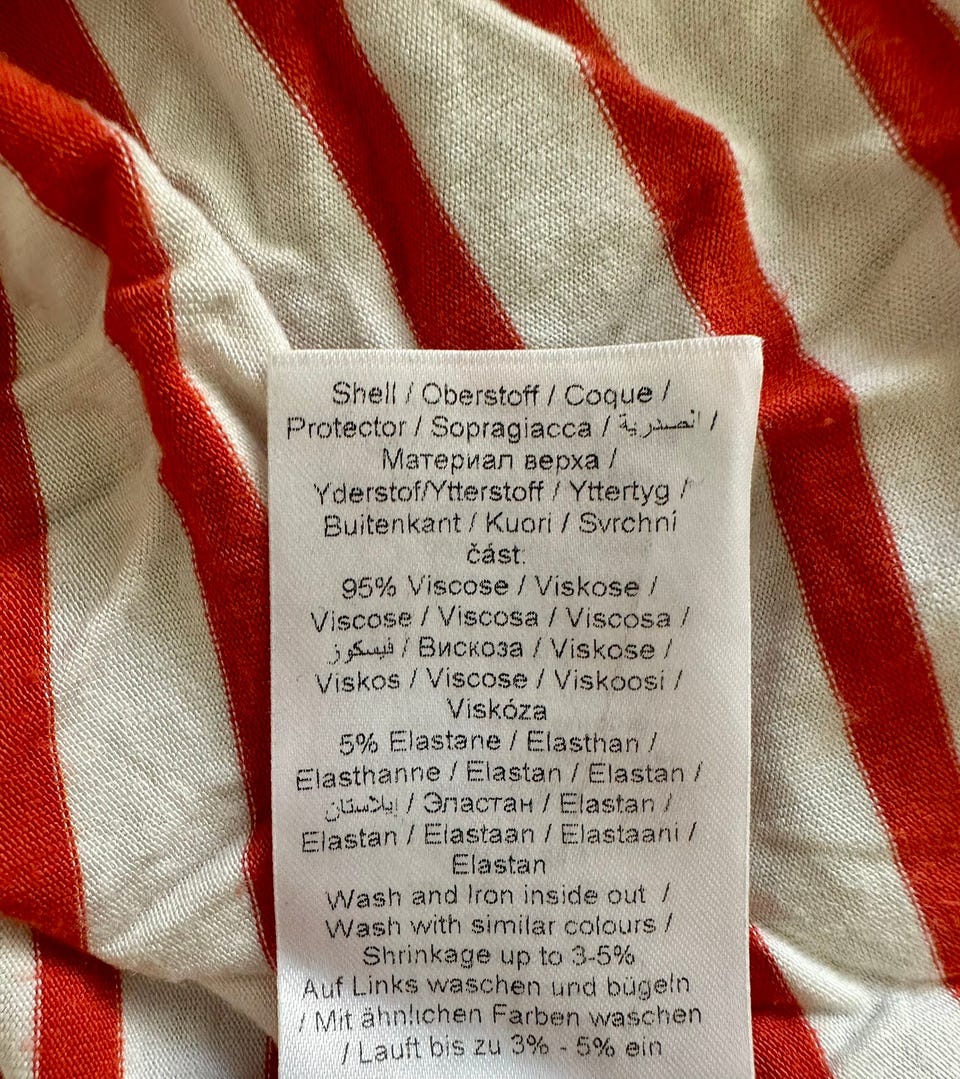 Shell / Oberstoff / Coque /
Protector / Sopragiacca / الصدرية /
Материал верха /
Yderstof/Ytterstoff / Yttertyg /
Buitenkant / Kuori / Svrchní
část:
95% Viscose / Viskose /
Viscose / Viscosa / Viscosa /
فيسكوز / Вискоза / Viskose /
Viskos / Viscose / Viskoosi /
Viskóza
5% Elastane / Elasthan /
Elasthanne / Elastan / Elastan /
إيلاستان / Эластан / Elastan /
Elastan / Elastaan / Elastaani /
Elastan
Wash and Iron inside out /
Wash with similar colours /
Shrinkage up to 3-5%
Auf Links waschen und bügeln
/ Mit ähnlichen Farben waschen
/ Lauft bis zu 3% - 5% ein